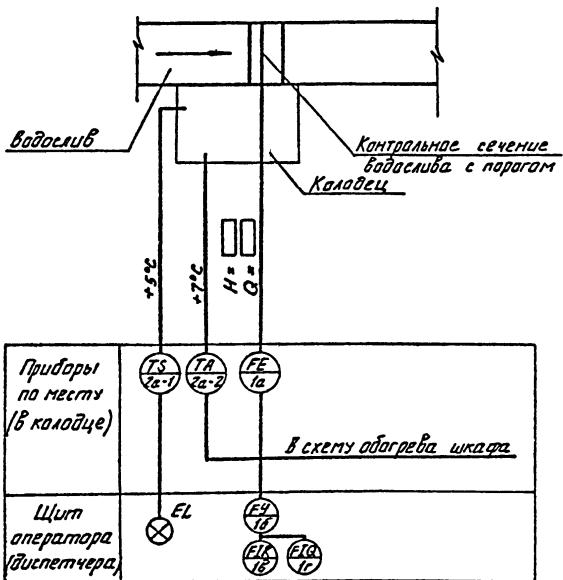 Водослив
Контрольное сечение
водослива с порогом
Колодец
+5°C
+7°C
H=
Q=
Приборы
по месту
(в колодце)
TS
2а-1
TA
2а-2
FE
1а
В схему обогрева шкафа
Щит
оператора
(диспетчера)
EL
FY
1б
FIK
1б
FIQ
1г